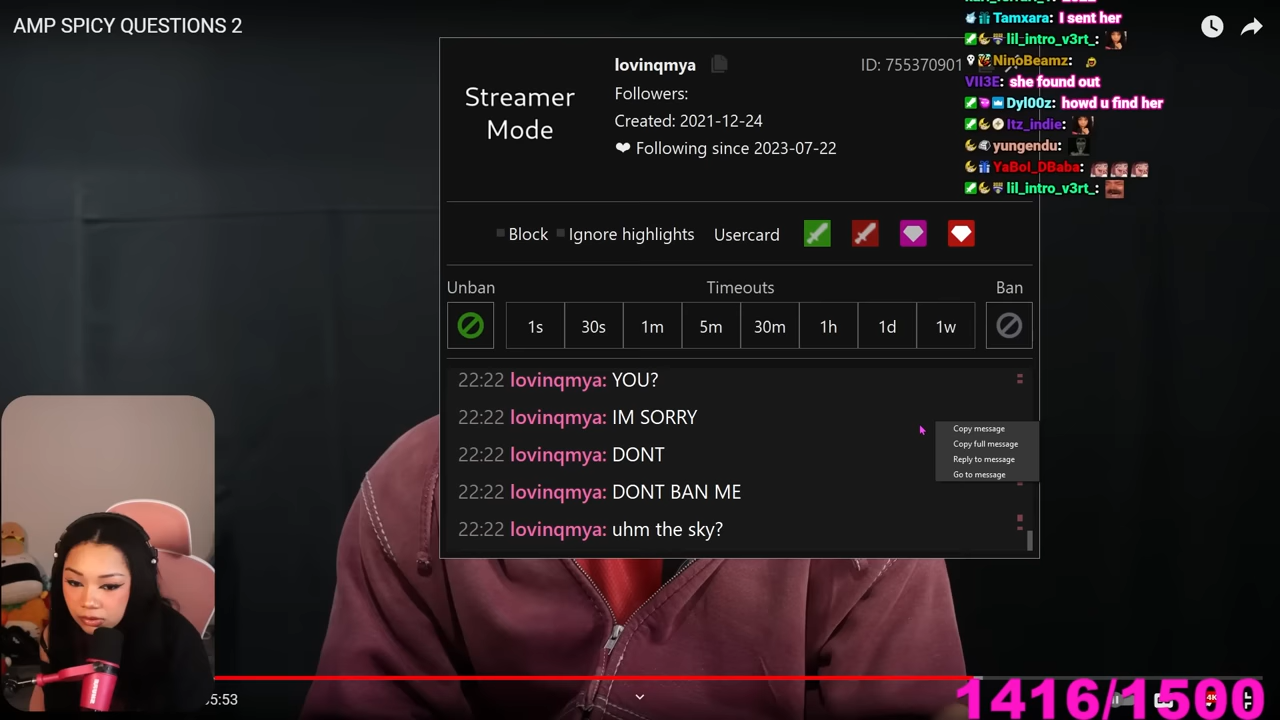 AMP SPICY QUESTIONS 2
Streamer
Mode
lovinqmya
ID: 755370901
Followers:
Created: 2021-12-24
❤ Following since 2023-07-22
Block
Ignore highlights
Usercard
Unban
Timeouts
Ban
1s
30s
1m
5m
30m
1h
1d
1w
22:22 lovinqmya: YOU?
22:22 lovinqmya: IM SORRY
22:22 lovinqmya: DONT
22:22 lovinqmya: DONT BAN ME
22:22 lovinqmya: uhm the sky?
Copy message
Copy full message
Reply to message
Go to message
Tamxara: I sent her
lil_intro_v3rt_:
NinoBeamz:
VII3E: she found out
Dyl00z: howd u find her
Itz_indie:
yungendu:
YaBoI_DBaba:
lil_intro_v3rt_:
5:53
1416/1500